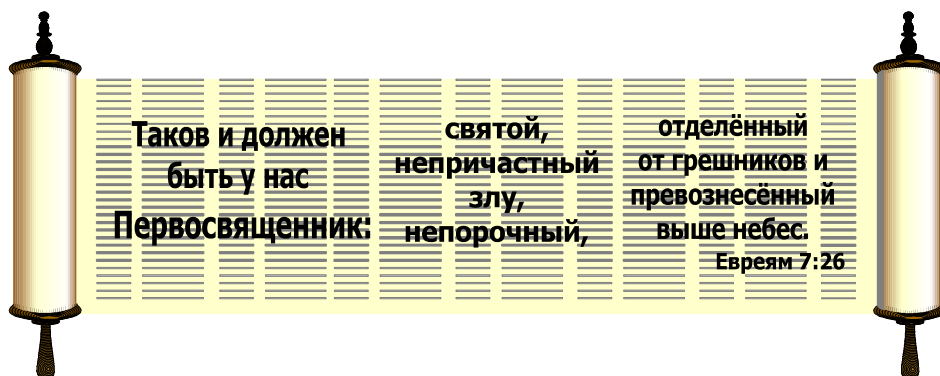 Таков и должен
быть у нас
Первосвященник:
святой,
непричастный
злу,
непорочный,
отделённый
от грешников и
превознесённый
выше небес.
Евреям 7:26